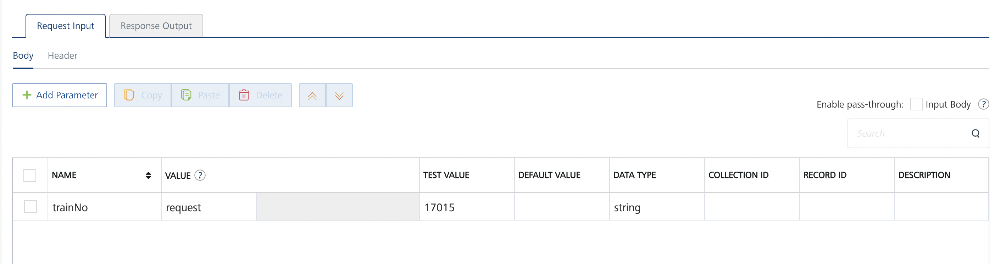 Request Input Response Output
Body Header
Add Parameter Copy Paste Delete
Enable pass-through: Input Body ?
Search
NAME VALUE ? TEST VALUE DEFAULT VALUE DATA TYPE COLLECTION ID RECORD ID DESCRIPTION
trainNo request 17015 string